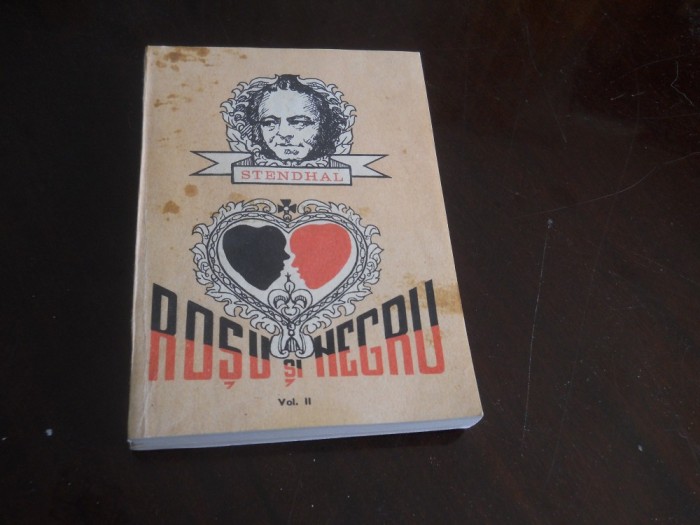 STENDHAL
ROȘU ȘI NEGRU
Vol. II